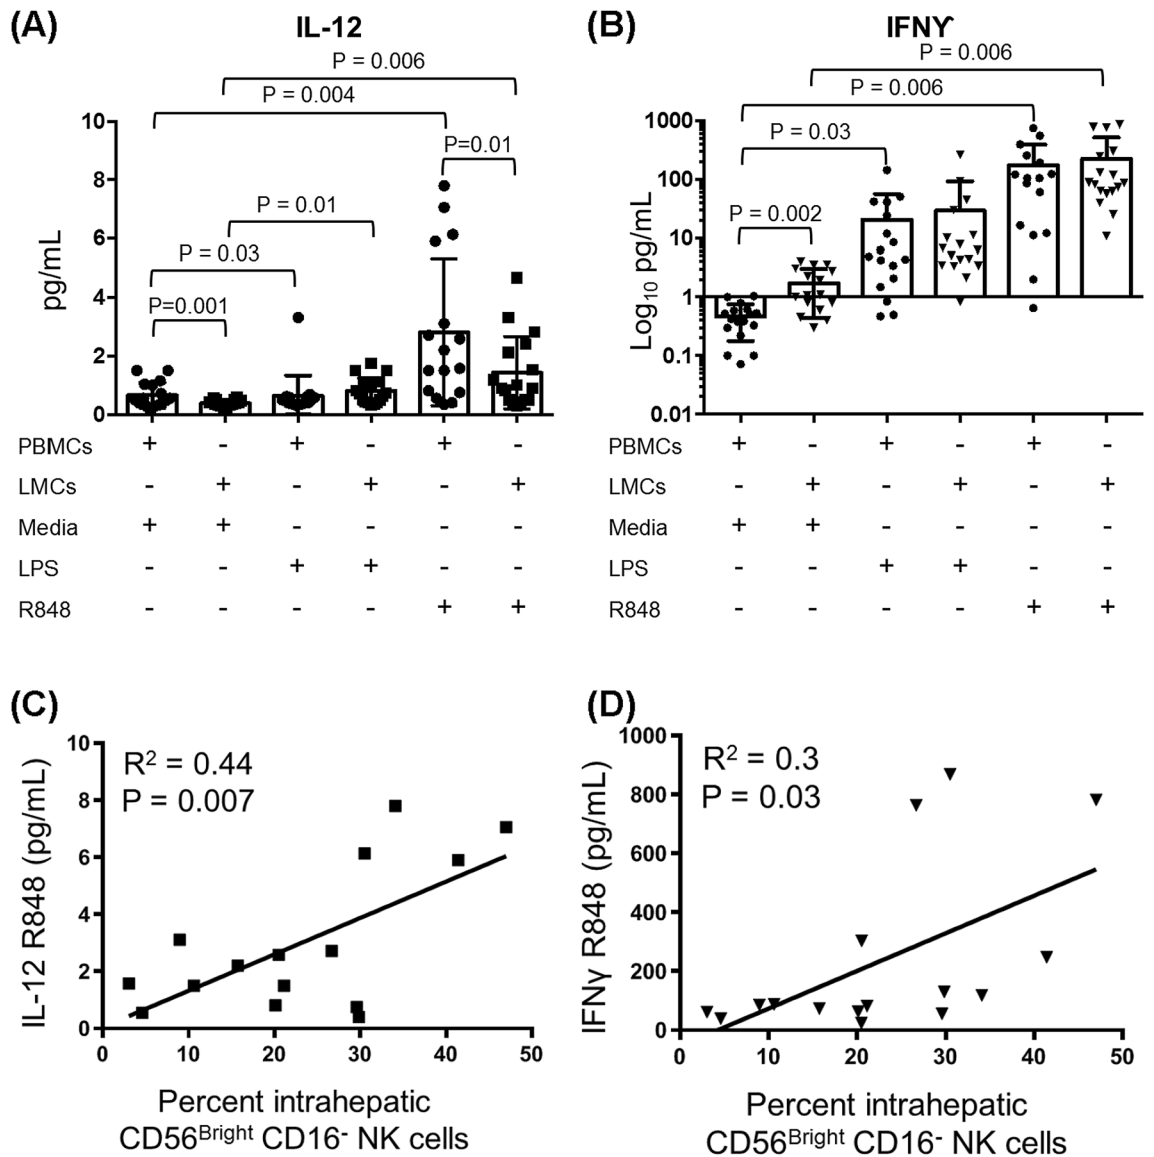 (A)
IL-12
P = 0.006
P = 0.004
P=0.01
P = 0.01
P = 0.03
P=0.001
pg/mL
10
8
6
4
2
0
PBMCs + - + - + -
LMCs - + - + - +
Media + + - - - -
LPS - - + + - -
R848 - - - - + +
(B)
IFNϒ
P = 0.006
P = 0.006
P = 0.03
P = 0.002
Log10 pg/mL
1000
100
10
1
0.1
0.01
PBMCs + - + - + -
LMCs - + - + - +
Media + + - - - -
LPS - - + + - -
R848 - - - - + +
(C)
R² = 0.44
P = 0.007
IL-12 R848 (pg/mL)
10
8
6
4
2
0
0 10 20 30 40 50
Percent intrahepatic
CD56Bright CD16- NK cells
(D)
R² = 0.3
P = 0.03
IFNγ R848 (pg/mL)
1000
800
600
400
200
0
0 10 20 30 40 50
Percent intrahepatic
CD56Bright CD16- NK cells